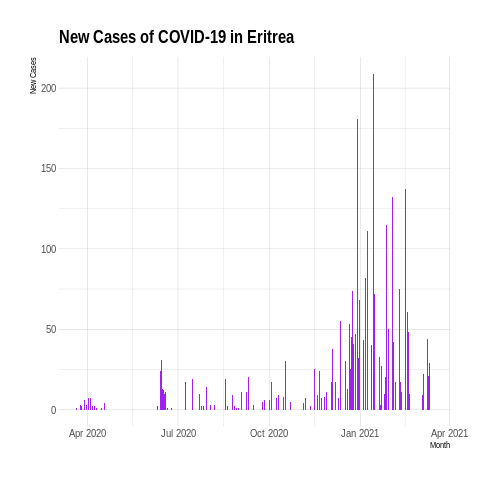 New Cases of COVID-19 in Eritrea
New Cases
200
150
100
50
0
Apr 2020 Jul 2020 Oct 2020 Jan 2021 Apr 2021
Month